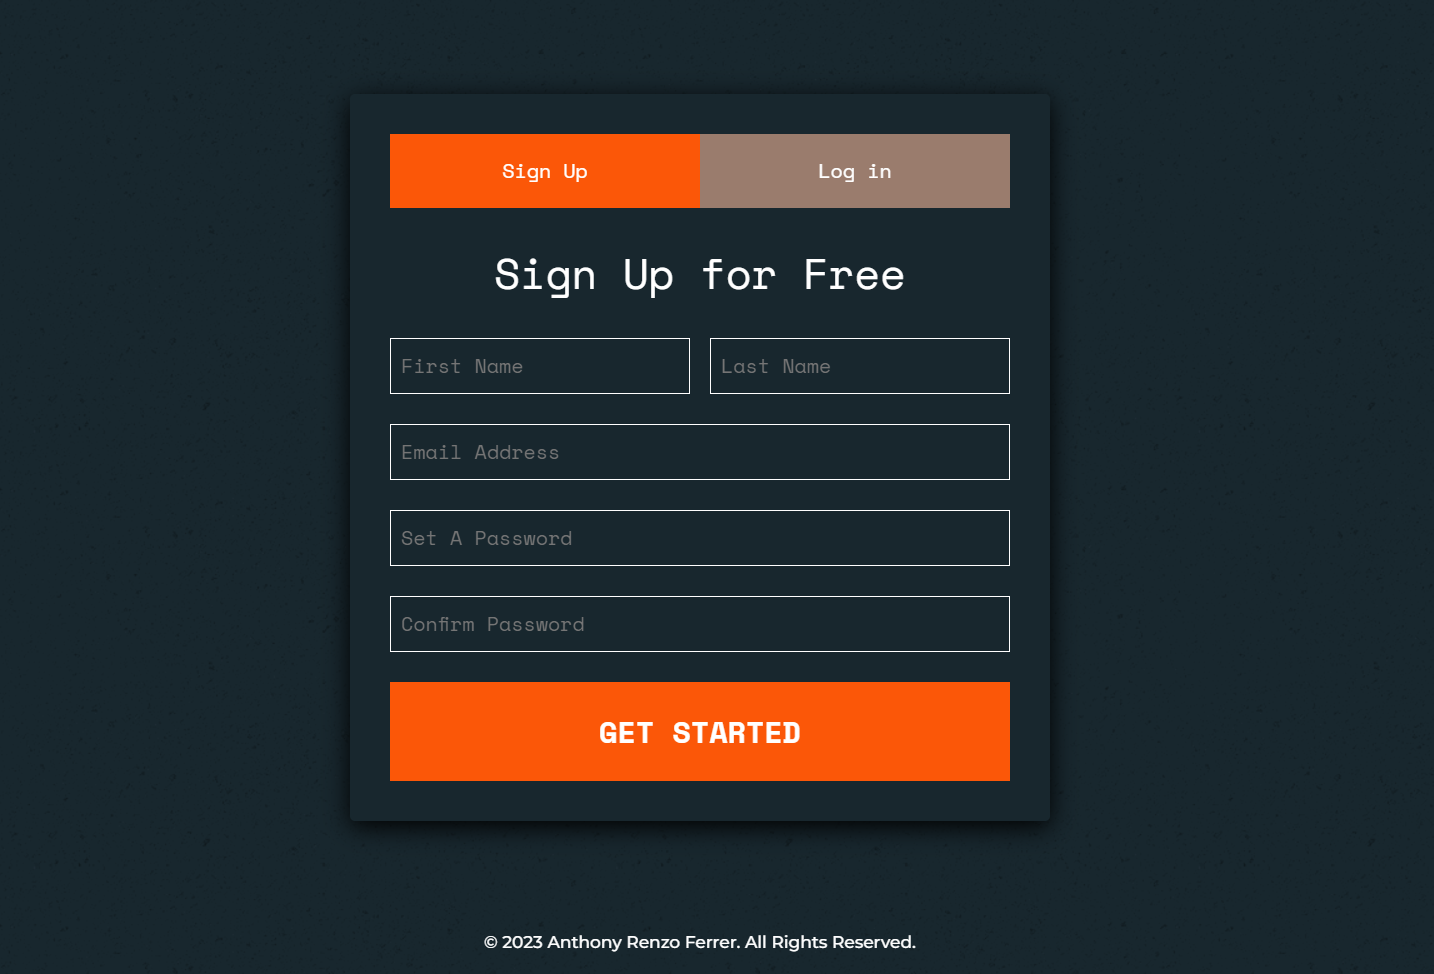 Sign Up
Log in
Sign Up for Free
First Name
Last Name
Email Address
Set A Password
Confirm Password
GET STARTED
© 2023 Anthony Renzo Ferrer. All Rights Reserved.